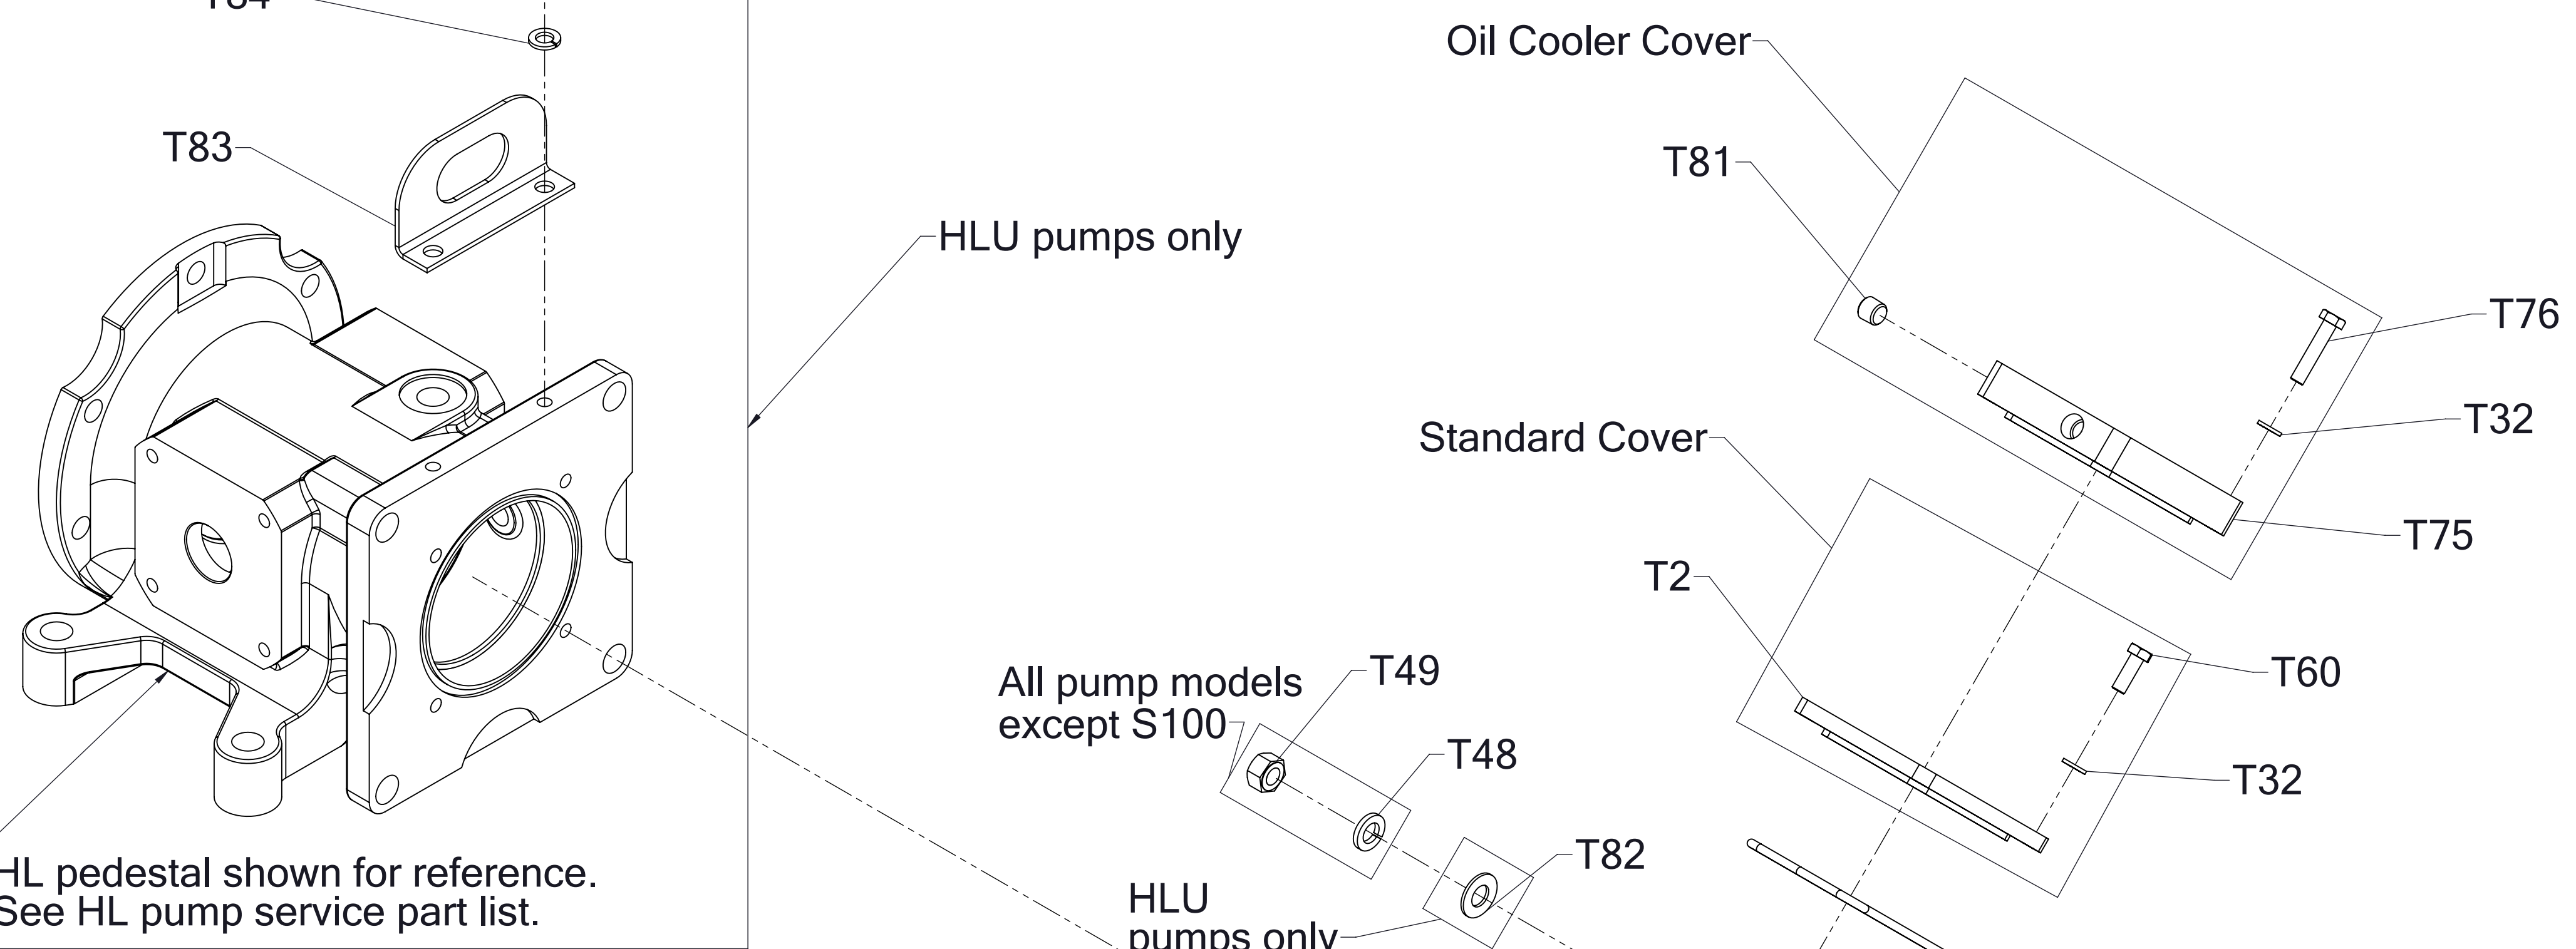 T84
Oil Cooler Cover
T83
T81
HLU pumps only
T76
T32
Standard Cover
T75
T2
All pump models
except S100
T49
T60
T48
T32
T82
HL pedestal shown for reference.
See HL pump service part list.
HLU
pumps only